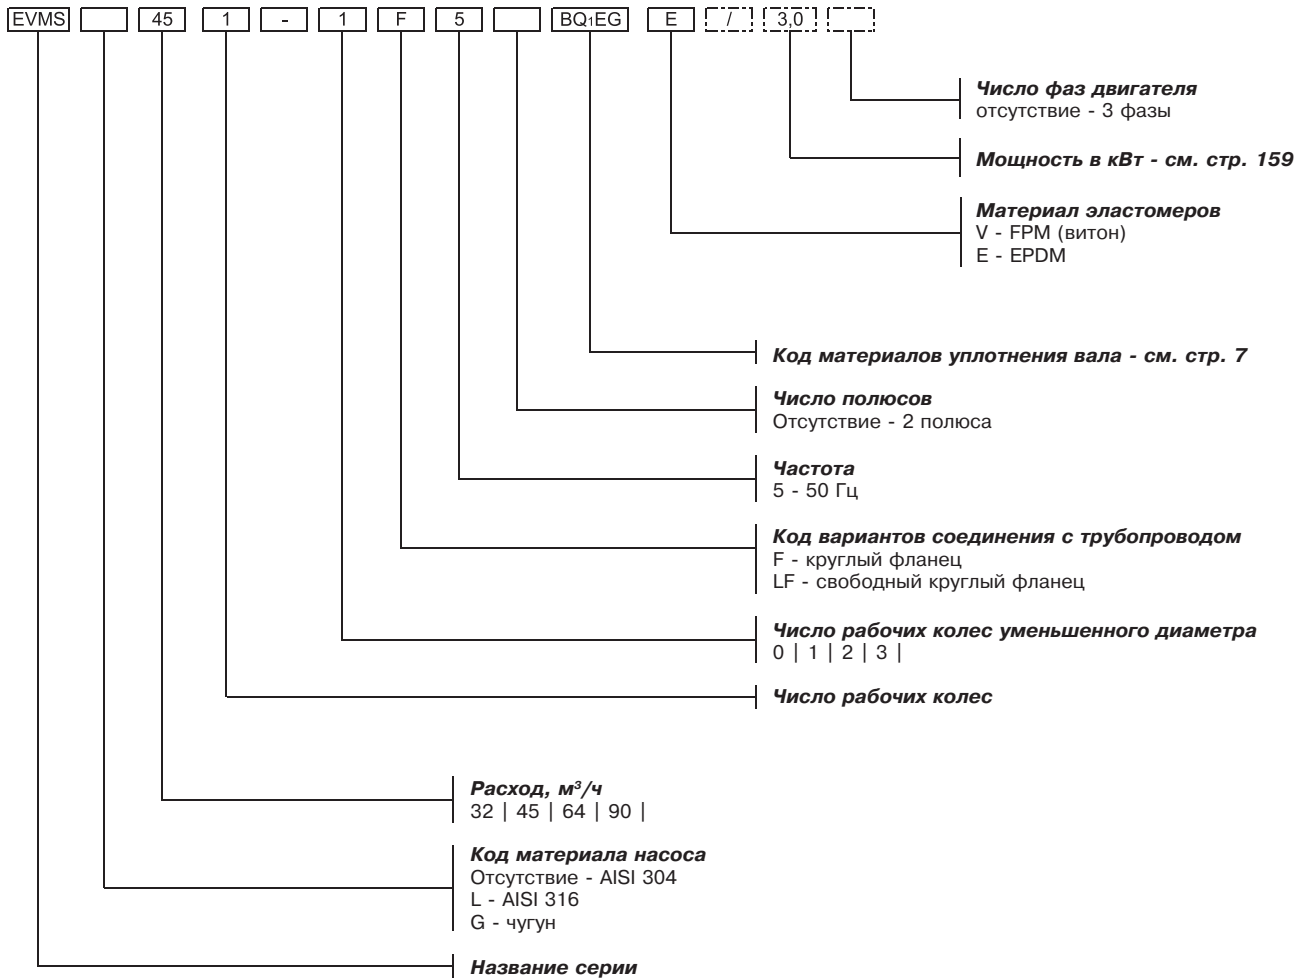 EVMS 45 1 - 1 F 5 BQ1EG E / 3,0
Число фаз двигателя
отсутствие - 3 фазы
Мощность в кВт - см. стр. 159
Материал эластомеров
V - FPM (витон)
E - EPDM
Код материалов уплотнения вала - см. стр. 7
Число полюсов
Отсутствие - 2 полюса
Частота
5 - 50 Гц
Код вариантов соединения с трубопроводом
F - круглый фланец
LF - свободный круглый фланец
Число рабочих колес уменьшенного диаметра
0 | 1 | 2 | 3 |
Число рабочих колес
Расход, м³/ч
32 | 45 | 64 | 90 |
Код материала насоса
Отсутствие - AISI 304
L - AISI 316
G - чугун
Название серии